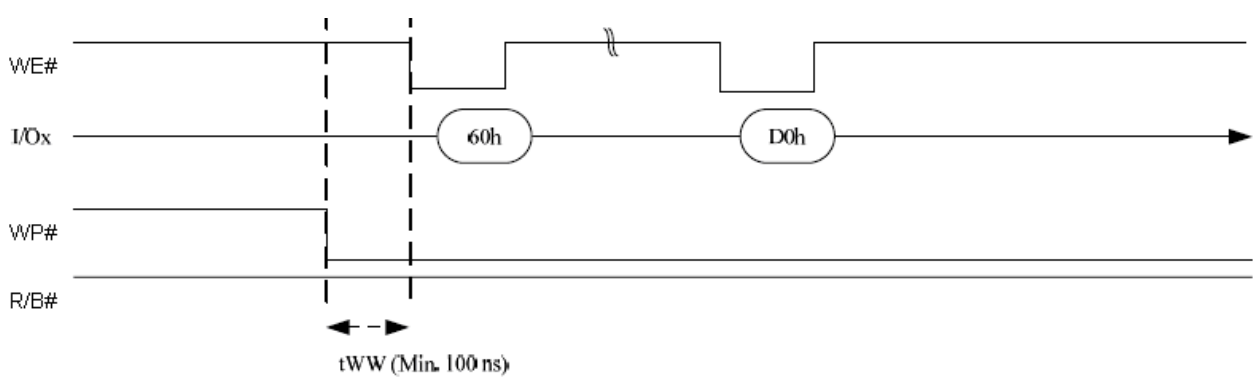 WE#
I/Ox
60h
D0h
WP#
R/B#
tWW (Min. 100 ns)